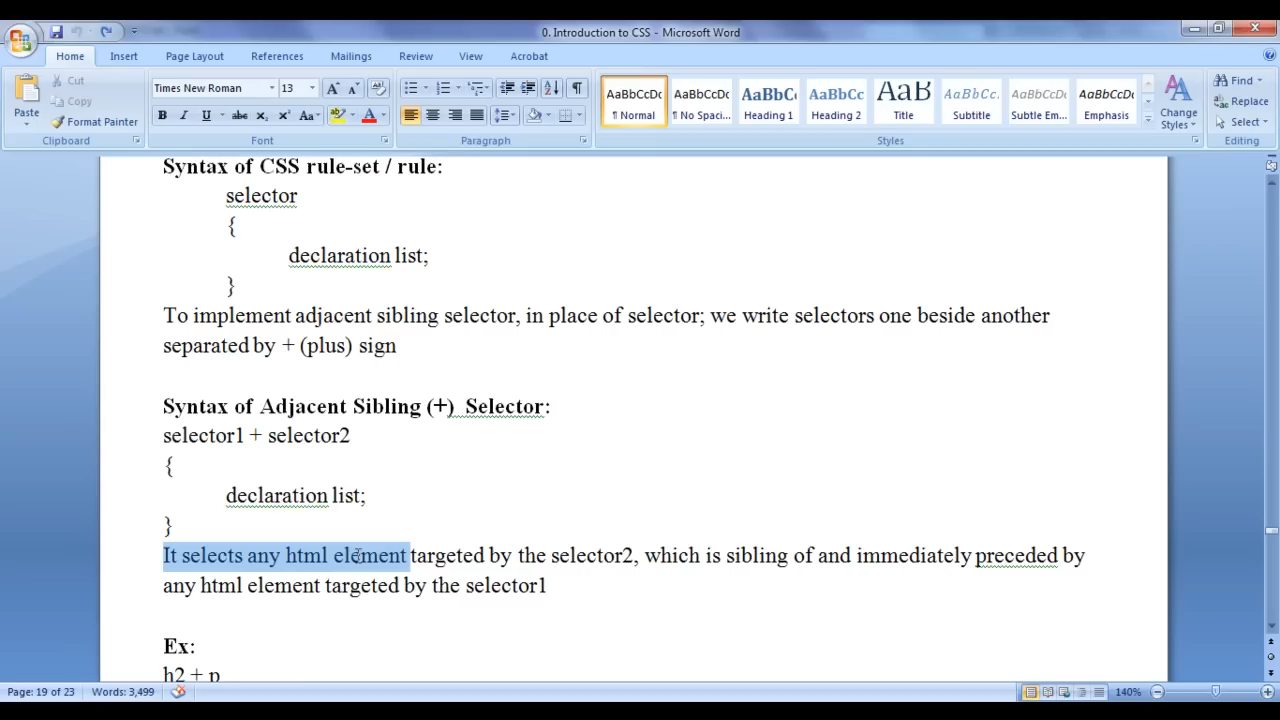 0. Introduction to CSS - Microsoft Word
Home Insert Page Layout References Mailings Review View Acrobat
Paste
Cut
Copy
Format Painter
Clipboard
Times New Roman 13
B I U abc x₂ x² Aa A
Font
Paragraph
AaBbCcDc AaBbCcDc AaBbC AaBbCc AaB AaBbCc. AaBbCcDc AaBbCcDc
¶ Normal ¶ No Spaci... Heading 1 Heading 2 Title Subtitle Subtle Em... Emphasis
Change
Styles
Styles
Find
Replace
Select
Editing
Syntax of CSS rule-set / rule:
selector
{
declaration list;
}
To implement adjacent sibling selector, in place of selector; we write selectors one beside another
separated by + (plus) sign
Syntax of Adjacent Sibling (+) Selector:
selector1 + selector2
{
declaration list;
}
It selects any html element targeted by the selector2, which is sibling of and immediately preceded by
any html element targeted by the selector1
Ex:
h2 + p
Page: 19 of 23 Words: 3,499 140%